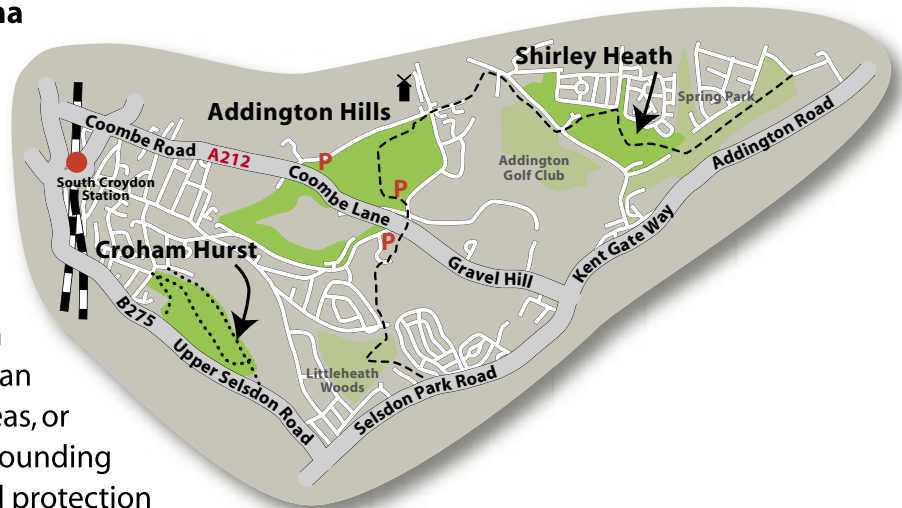 na
Shirley Heath
Spring Park
Addington Hills
Coombe Road
A212
P
Addington Road
South Croydon
Station
Addington
Golf Club
Coombe Lane
P
P
Kent Gate Way
Croham Hurst
Gravel Hill
B275
Upper Selsdon Road
Littleheath
Woods
Selsdon Park Road
an
eas, or
ounding
protection